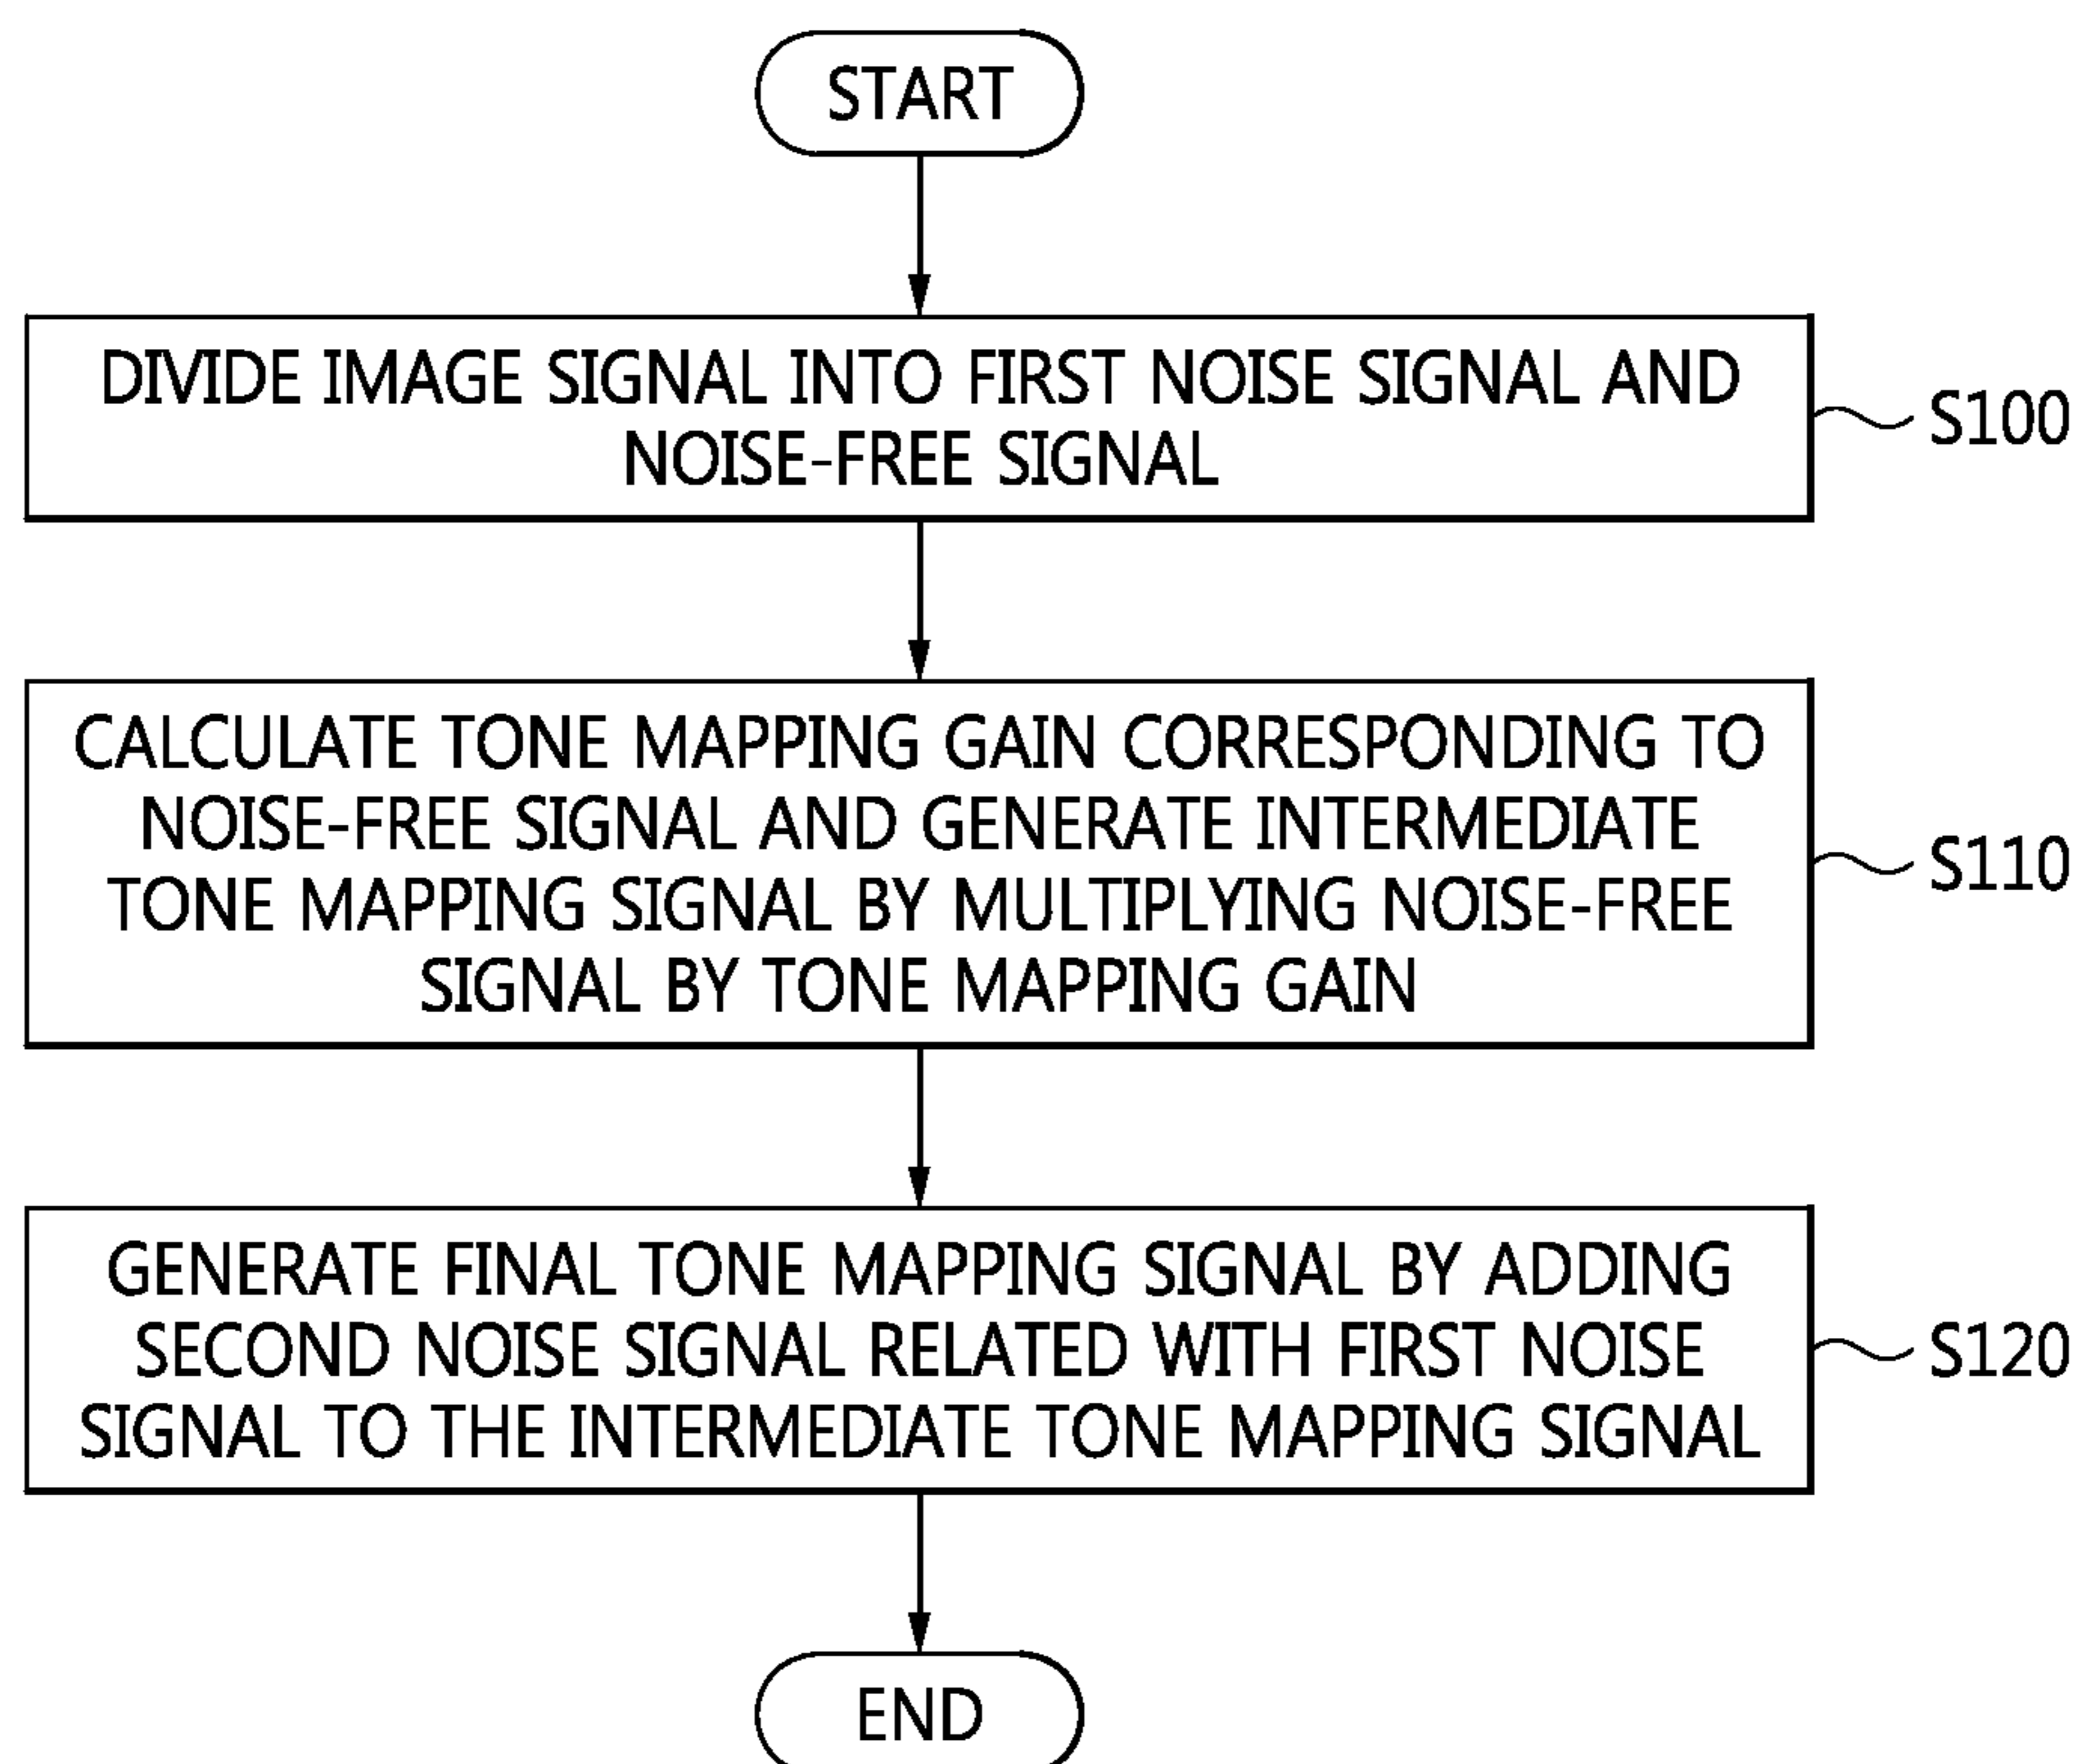 START
DIVIDE IMAGE SIGNAL INTO FIRST NOISE SIGNAL AND
NOISE-FREE SIGNAL
S100
CALCULATE TONE MAPPING GAIN CORRESPONDING TO
NOISE-FREE SIGNAL AND GENERATE INTERMEDIATE
TONE MAPPING SIGNAL BY MULTIPLYING NOISE-FREE
SIGNAL BY TONE MAPPING GAIN
S110
GENERATE FINAL TONE MAPPING SIGNAL BY ADDING
SECOND NOISE SIGNAL RELATED WITH FIRST NOISE
SIGNAL TO THE INTERMEDIATE TONE MAPPING SIGNAL
S120
END